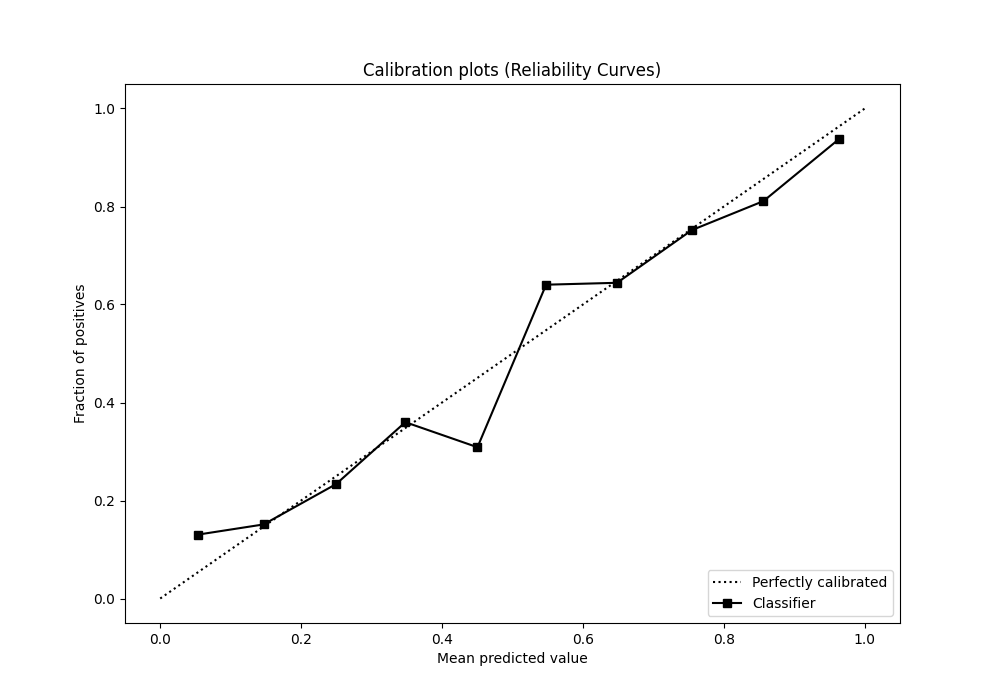 Calibration plots (Reliability Curves)
1.0
0.8
0.6
0.4
0.2
0.0
Fraction of positives
0.0 0.2 0.4 0.6 0.8 1.0
Mean predicted value
Perfectly calibrated
Classifier